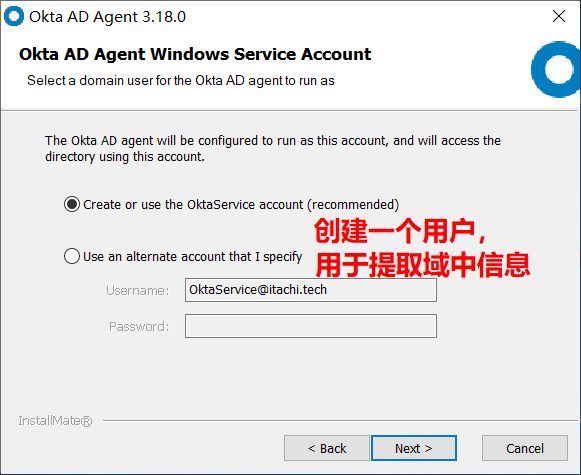 Okta AD Agent 3.18.0
Okta AD Agent Windows Service Account
Select a domain user for the Okta AD agent to run as
The Okta AD agent will be configured to run as this account, and will access the
directory using this account.
Create or use the OktaService account (recommended)
创建一个用户，
Use an alternate account that I specify
用于提取域中信息
Username:
OktaService@itachi.tech
Password:
InstallMate®
< Back
Next >
Cancel